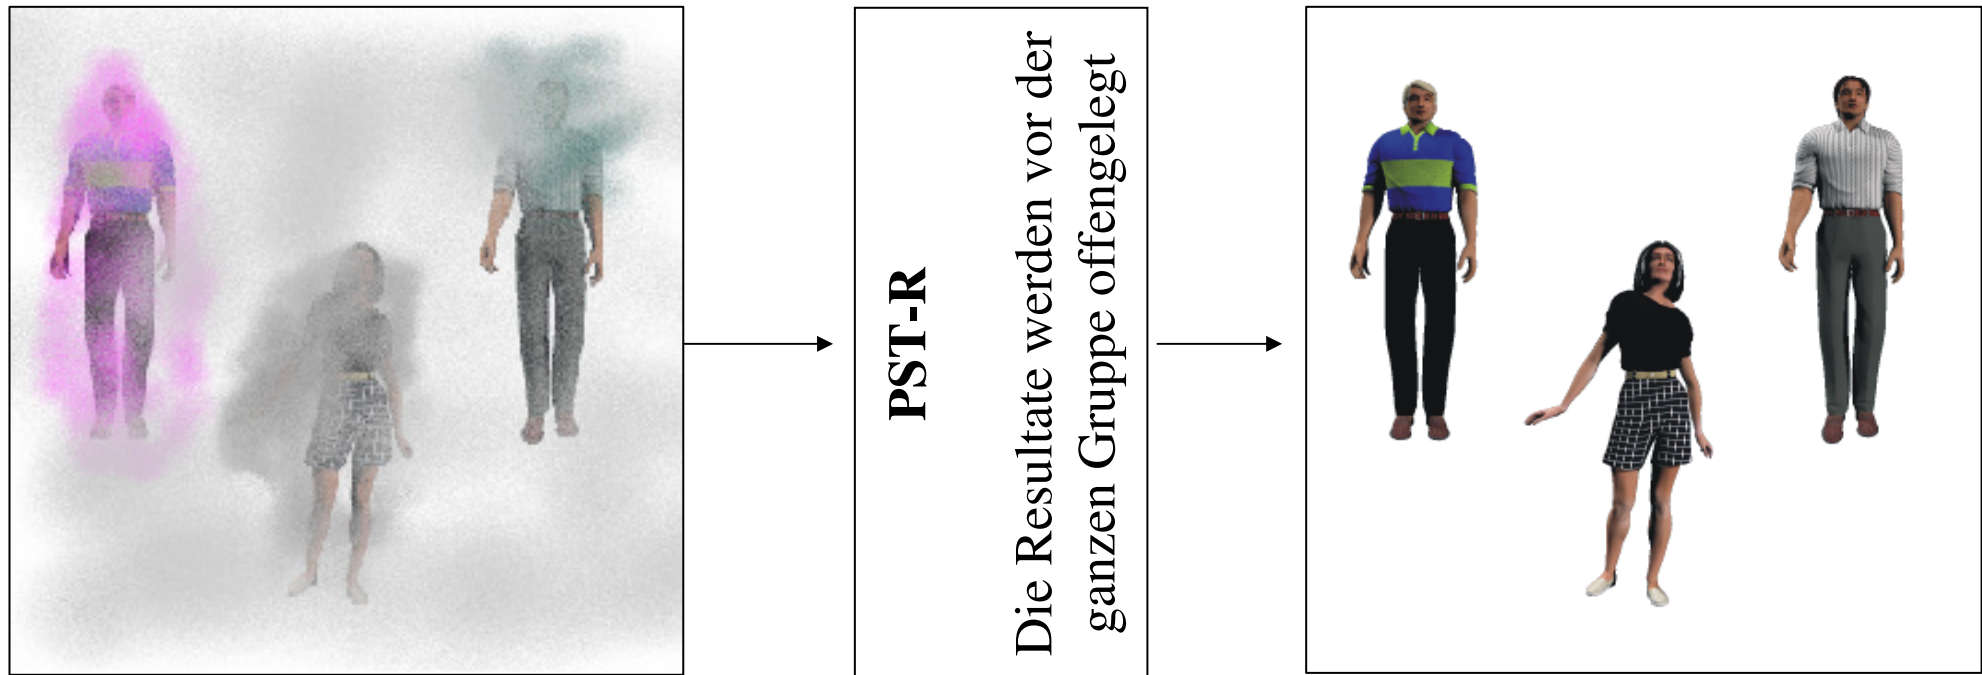 PST-R
Die Resultate werden vor der
ganzen Gruppe offengelegt